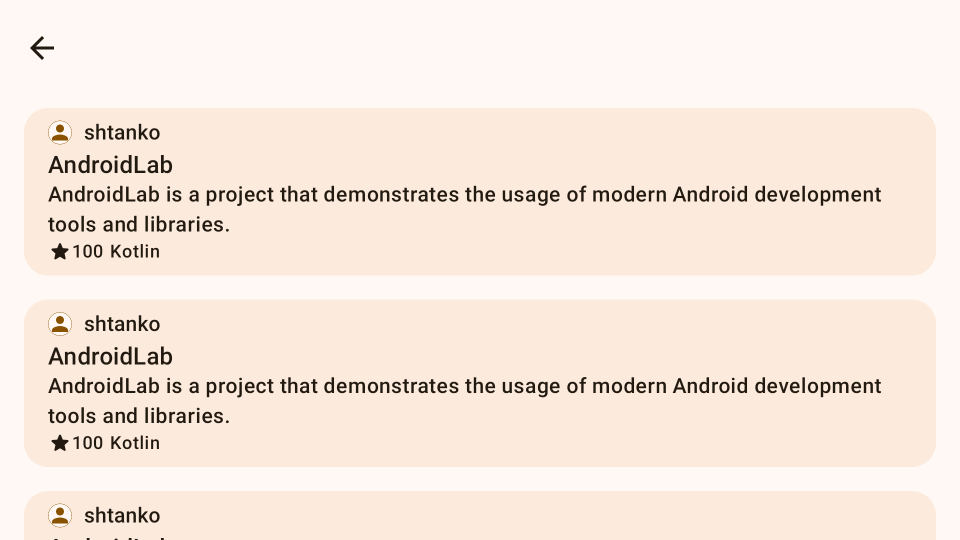 shtanko
AndroidLab
AndroidLab is a project that demonstrates the usage of modern Android development
tools and libraries.
100 Kotlin
shtanko
AndroidLab
AndroidLab is a project that demonstrates the usage of modern Android development
tools and libraries.
100 Kotlin
shtanko